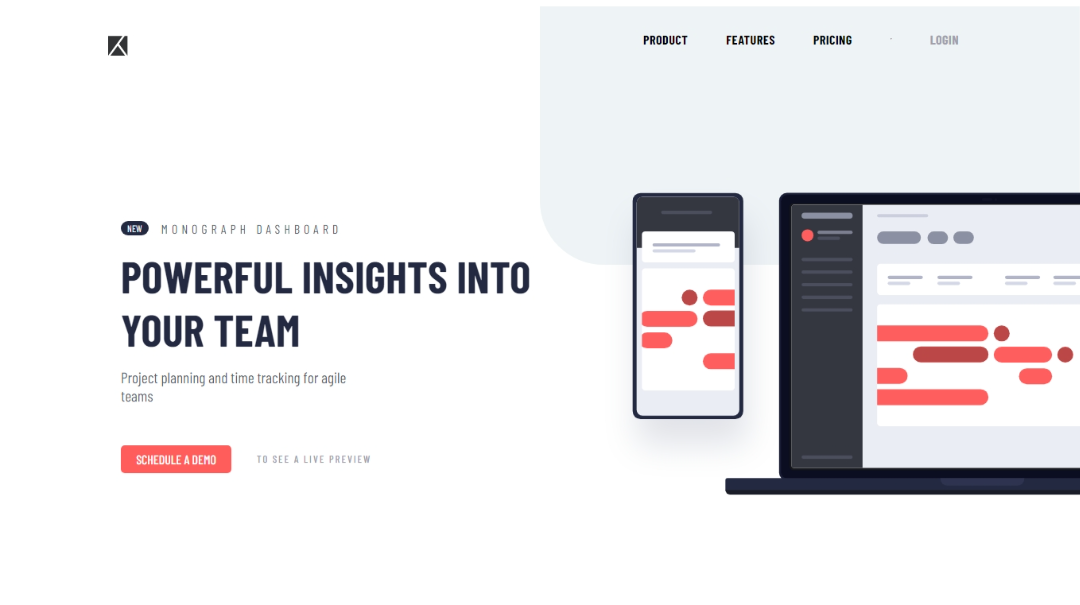 PRODUCT FEATURES PRICING · LOGIN
NEW MONOGRAPH DASHBOARD
POWERFUL INSIGHTS INTO
YOUR TEAM
Project planning and time tracking for agile
teams
SCHEDULE A DEMO TO SEE A LIVE PREVIEW